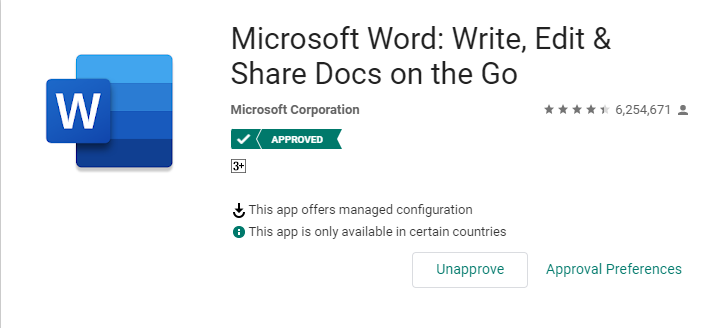 Microsoft Word: Write, Edit &
Share Docs on the Go
Microsoft Corporation
6,254,671
APPROVED
3+
This app offers managed configuration
This app is only available in certain countries
Unapprove
Approval Preferences
W